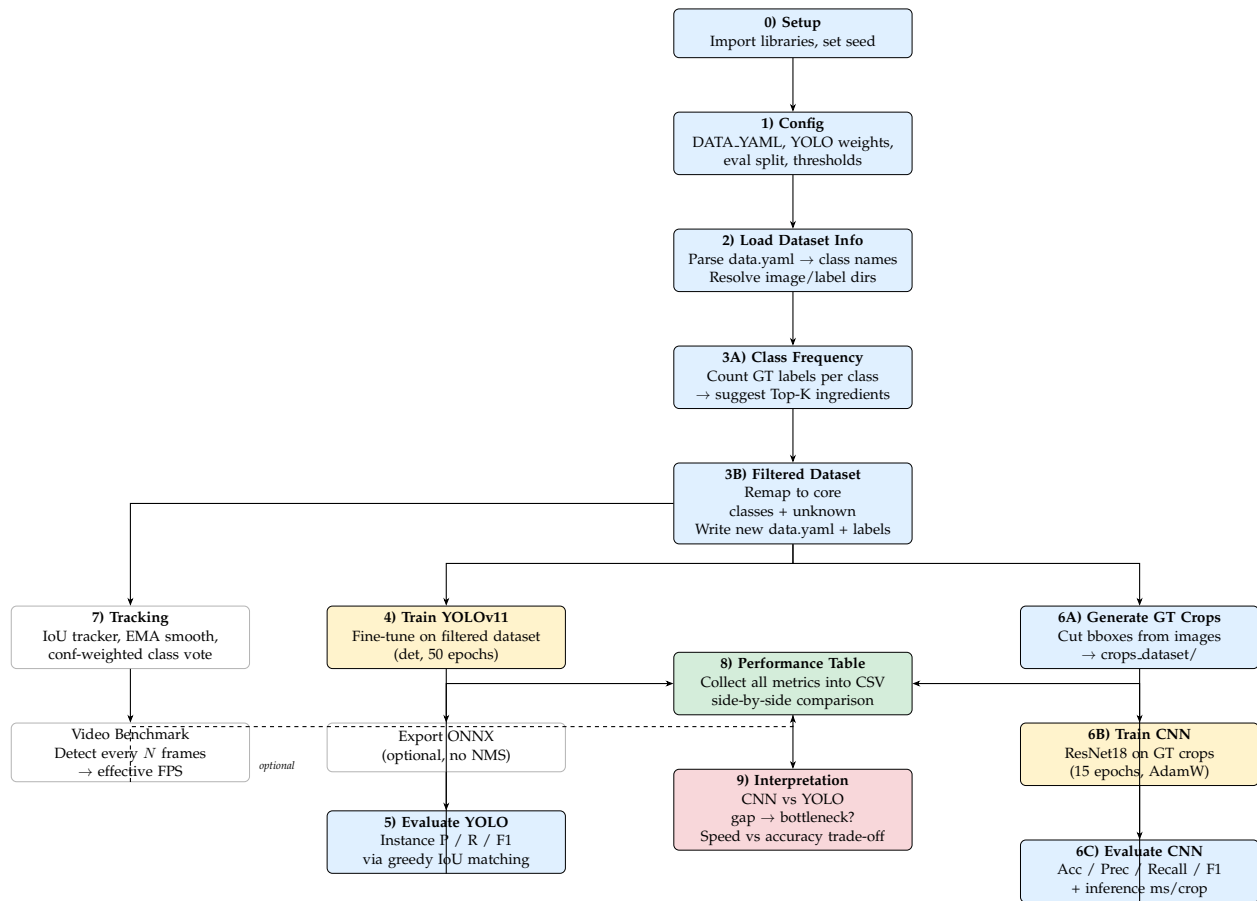 0) Setup
Import libraries, set seed
1) Config
DATA_YAML, YOLO weights,
eval split, thresholds
2) Load Dataset Info
Parse data.yaml → class names
Resolve image/label dirs
3A) Class Frequency
Count GT labels per class
→ suggest Top-K ingredients
3B) Filtered Dataset
Remap to core
classes + unknown
Write new data.yaml + labels
7) Tracking
IoU tracker, EMA smooth,
conf-weighted class vote
4) Train YOLOv11
Fine-tune on filtered dataset
(det, 50 epochs)
6A) Generate GT Crops
Cut bboxes from images
→ crops_dataset/
8) Performance Table
Collect all metrics into CSV
side-by-side comparison
Video Benchmark
Detect every N frames
→ effective FPS
optional
Export ONNX
(optional, no NMS)
6B) Train CNN
ResNet18 on GT crops
(15 epochs, AdamW)
9) Interpretation
CNN vs YOLO
gap → bottleneck?
Speed vs accuracy trade-off
5) Evaluate YOLO
Instance P / R / F1
via greedy IoU matching
6C) Evaluate CNN
Acc / Prec / Recall / F1
+ inference ms/crop